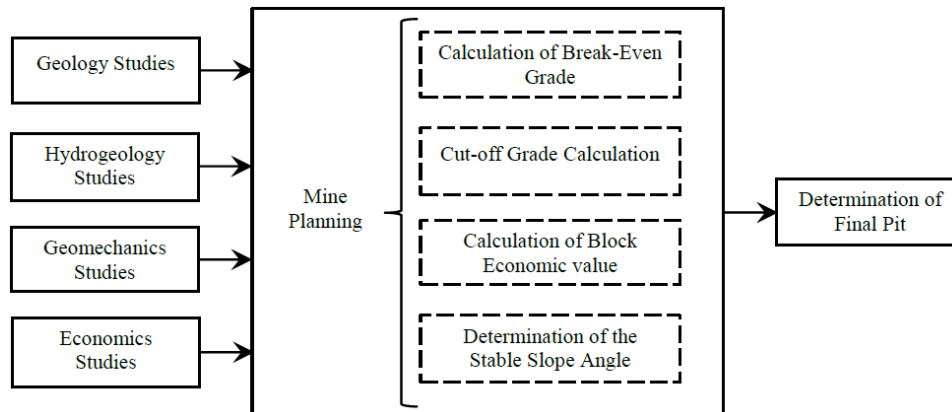 Geology Studies
Hydrogeology
Studies
Geomechanics
Studies
Economics
Studies
Mine
Planning
Calculation of Break-Even
Grade
Cut-off Grade Calculation
Calculation of Block
Economic value
Determination of the
Stable Slope Angle
Determination of
Final Pit